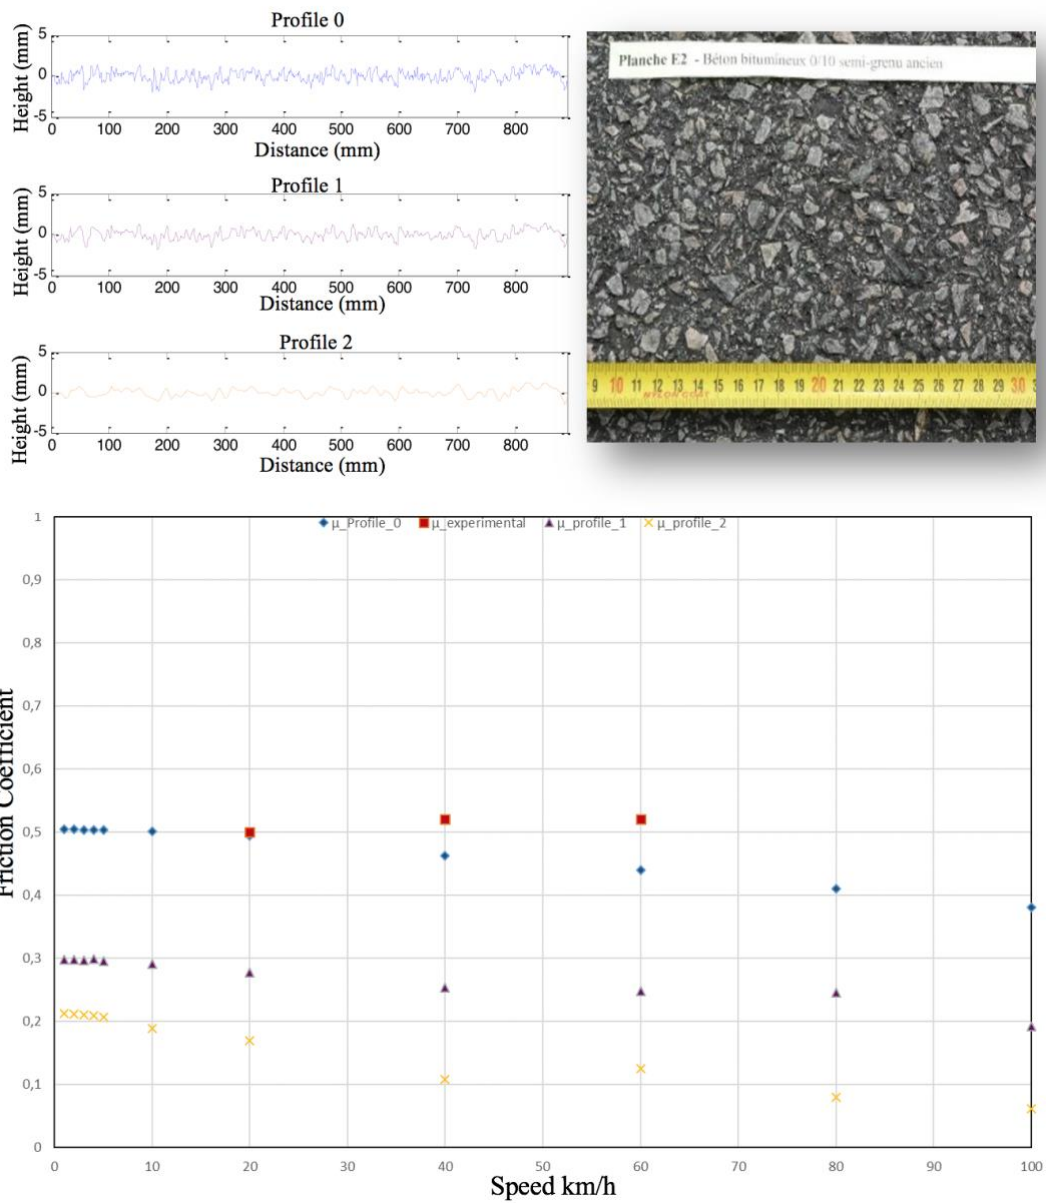 Profile 0
Height (mm)
5
0
-5
0 100 200 300 400 500 600 700 800
Distance (mm)
Profile 1
Height (mm)
5
0
-5
0 100 200 300 400 500 600 700 800
Distance (mm)
Profile 2
Height (mm)
5
0
-5
0 100 200 300 400 500 600 700 800
Distance (mm)
Planche E2 - Béton bitumineux 0/10 semi-grenu ancien
9 10 11 12 13 14 15 16 17 18 19 20 21 22 23 24 25 26 27 28 29 30 3
NYLON COAT
μ_Profile_0 μ_experimental μ_profile_1 μ_profile_2
Friction Coefficient
1
0,9
0,8
0,7
0,6
0,5
0,4
0,3
0,2
0,1
0
0 10 20 30 40 50 60 70 80 90 100
Speed km/h